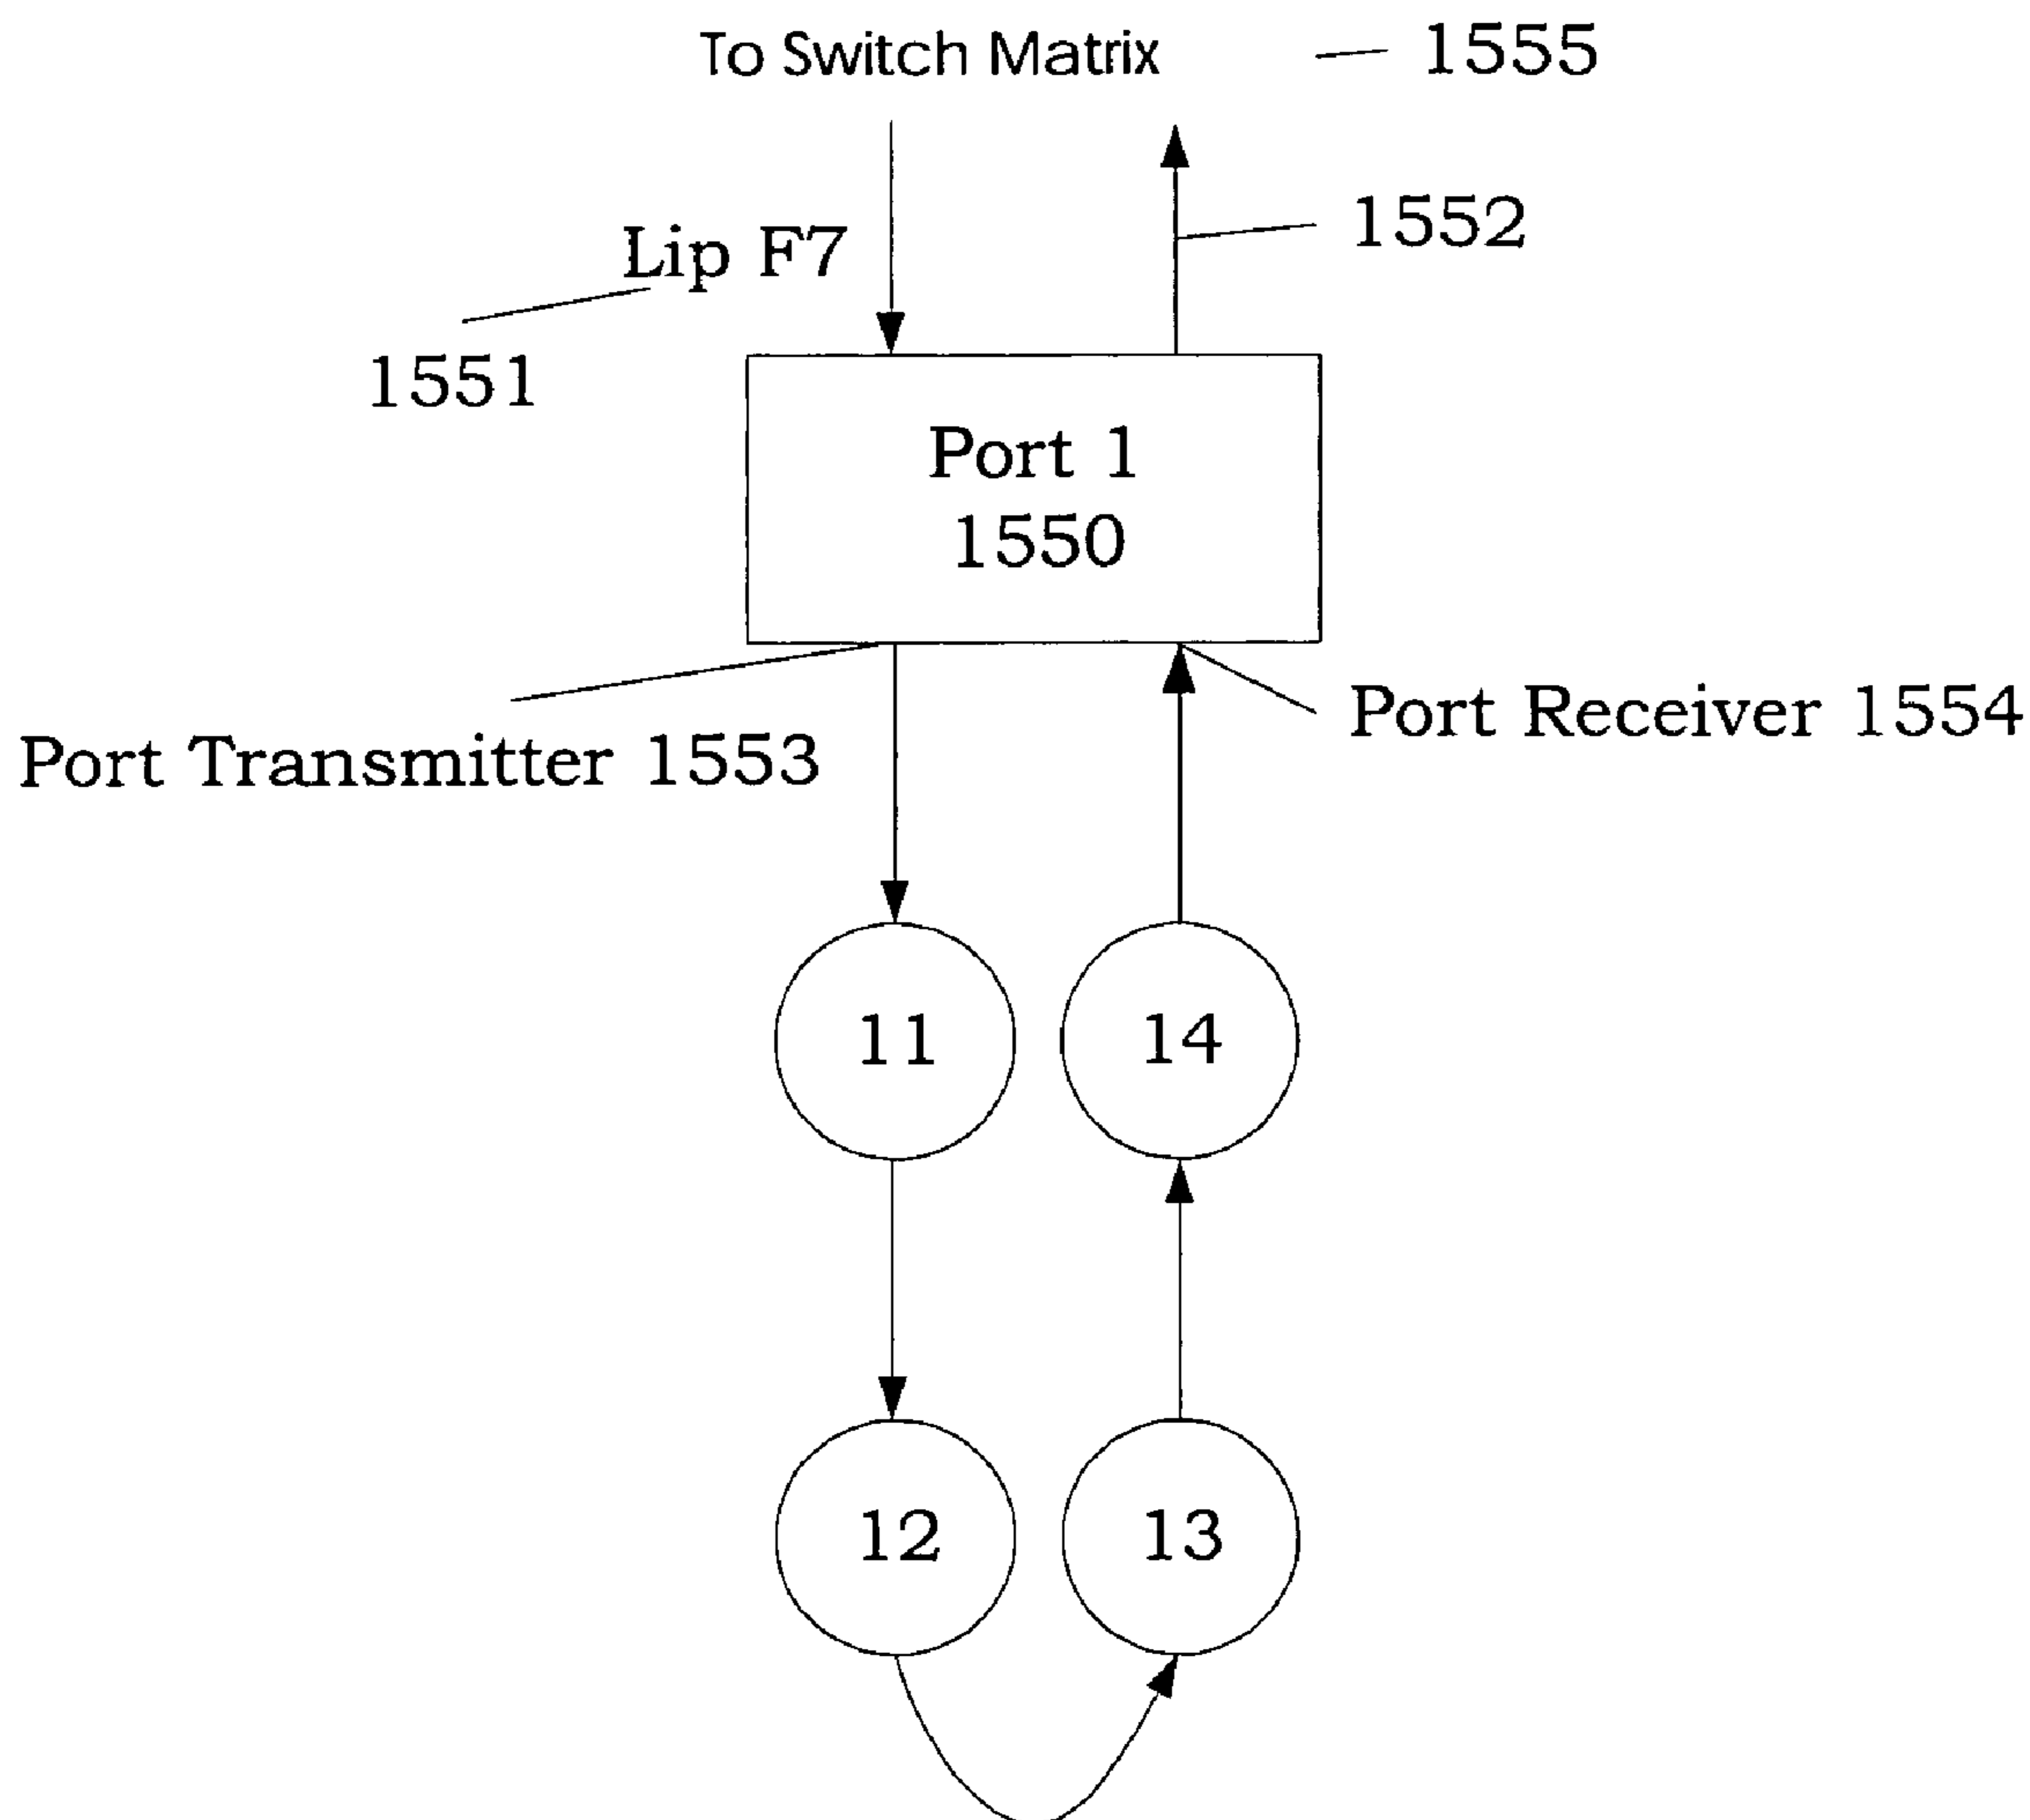 To Switch Matrix
1555
1552
Lip F7
1551
Port 1
1550
Port Receiver 1554
Port Transmitter 1553
11
14
12
13